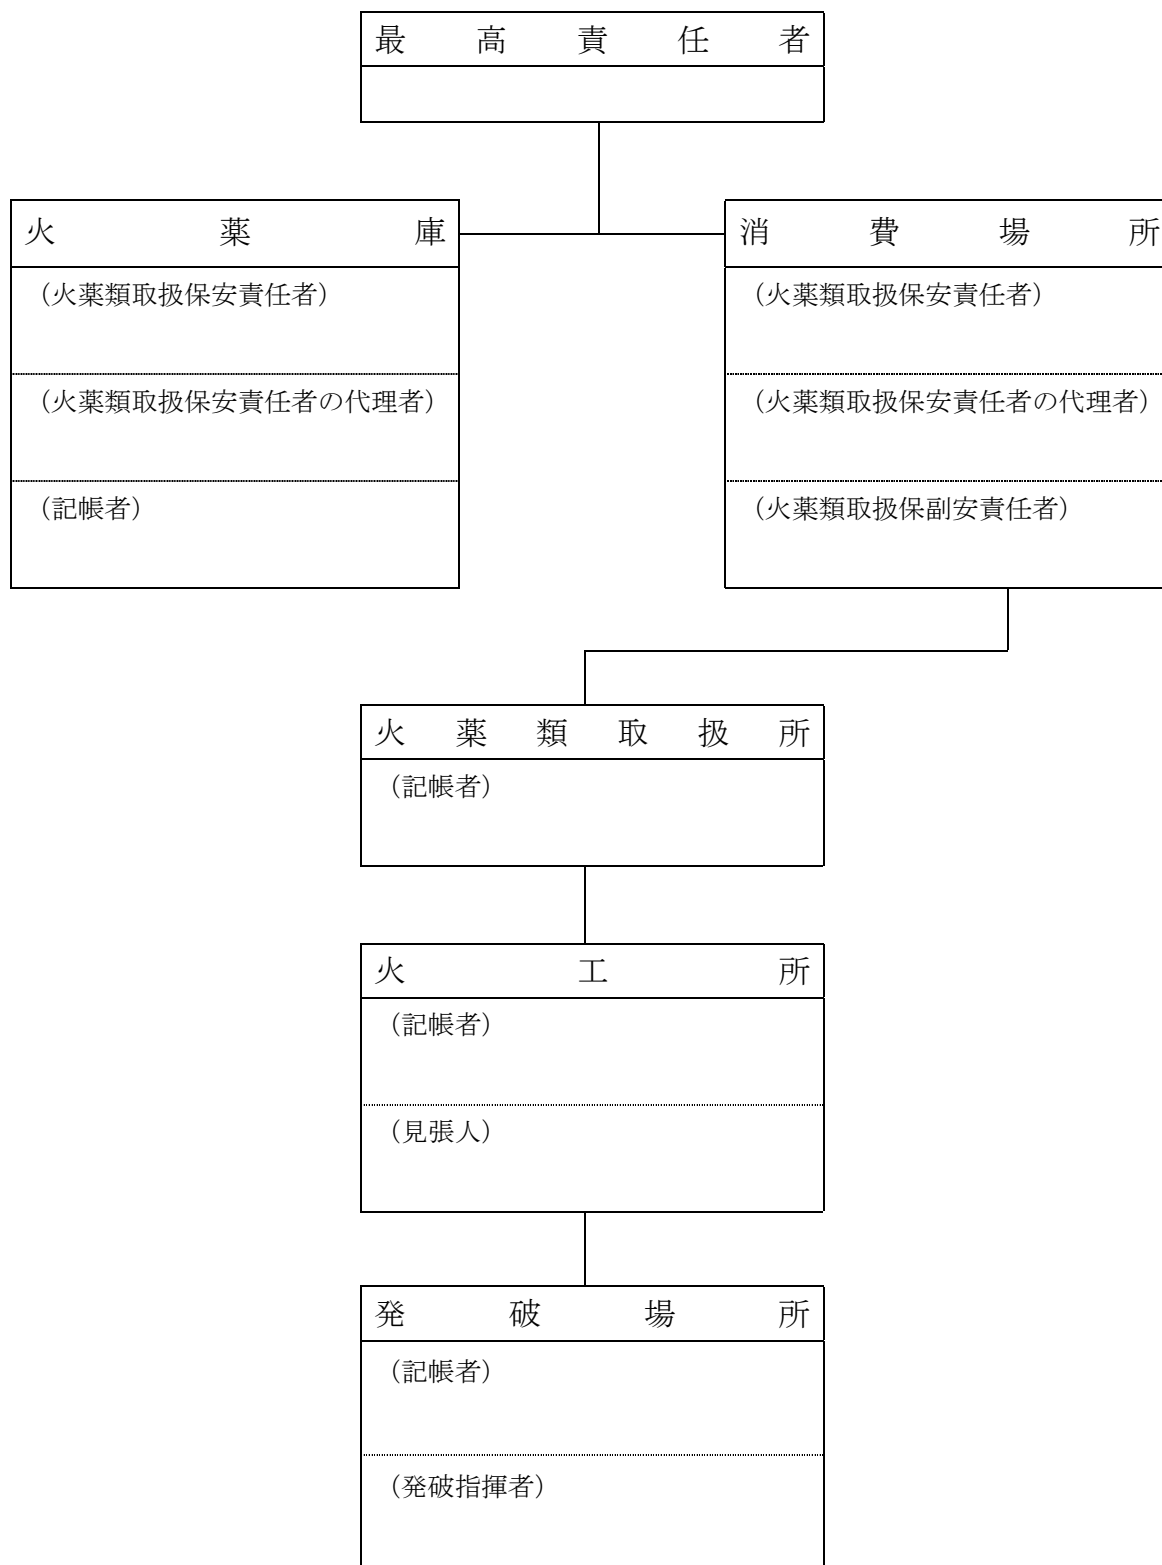 最高責任者
火薬庫
(火薬類取扱保安責任者)
(火薬類取扱保安責任者の代理者)
(記帳者)
消費場所
(火薬類取扱保安責任者)
(火薬類取扱保安責任者の代理者)
(火薬類取扱保副安責任者)
火薬類取扱所
(記帳者)
火工所
(記帳者)
(見張人)
発破場所
(記帳者)
(発破指揮者)